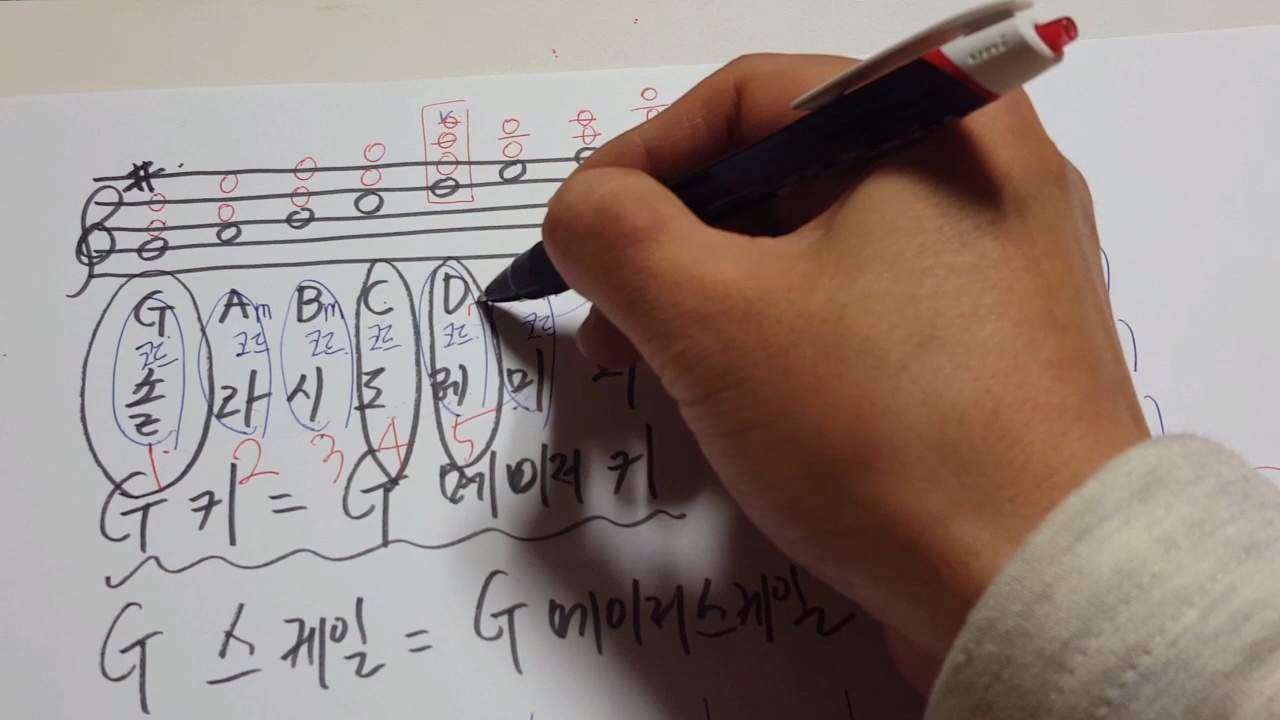 #
G Am Bm C D7
코드 코드 코드 코드 코드 코드
솔 라 시 도 레 미
1 2 3 4 5
G 키 = G 메이저 키
G 스케일 = G 메이저스케일